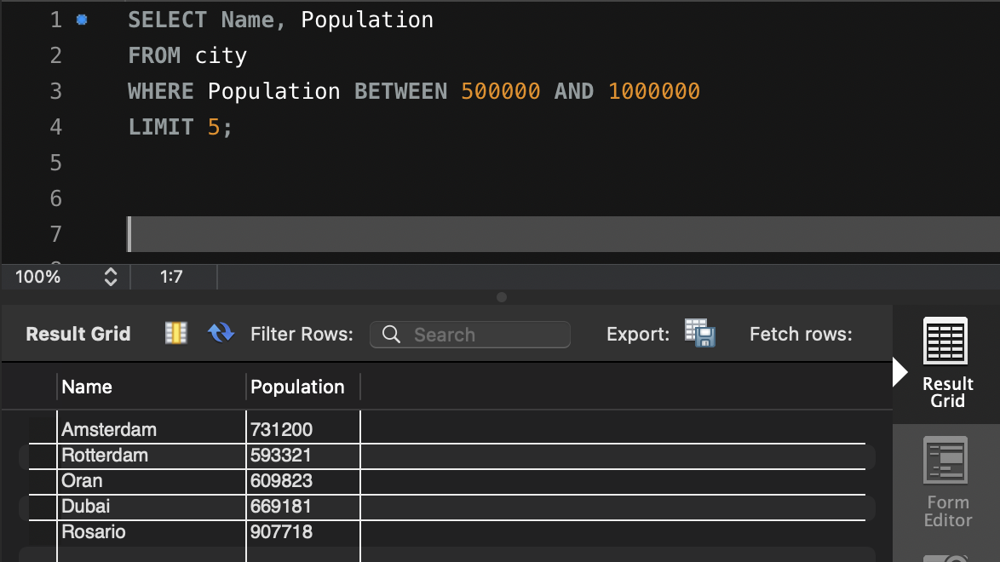 1 SELECT Name, Population
2 FROM city
3 WHERE Population BETWEEN 500000 AND 1000000
4 LIMIT 5;
5
6
7
100% 1:7
Result Grid Filter Rows: Search Export: Fetch rows:
Result
Grid
Name Population
Amsterdam 731200
Rotterdam 593321
Oran 609823
Dubai 669181
Rosario 907718
Form
Editor